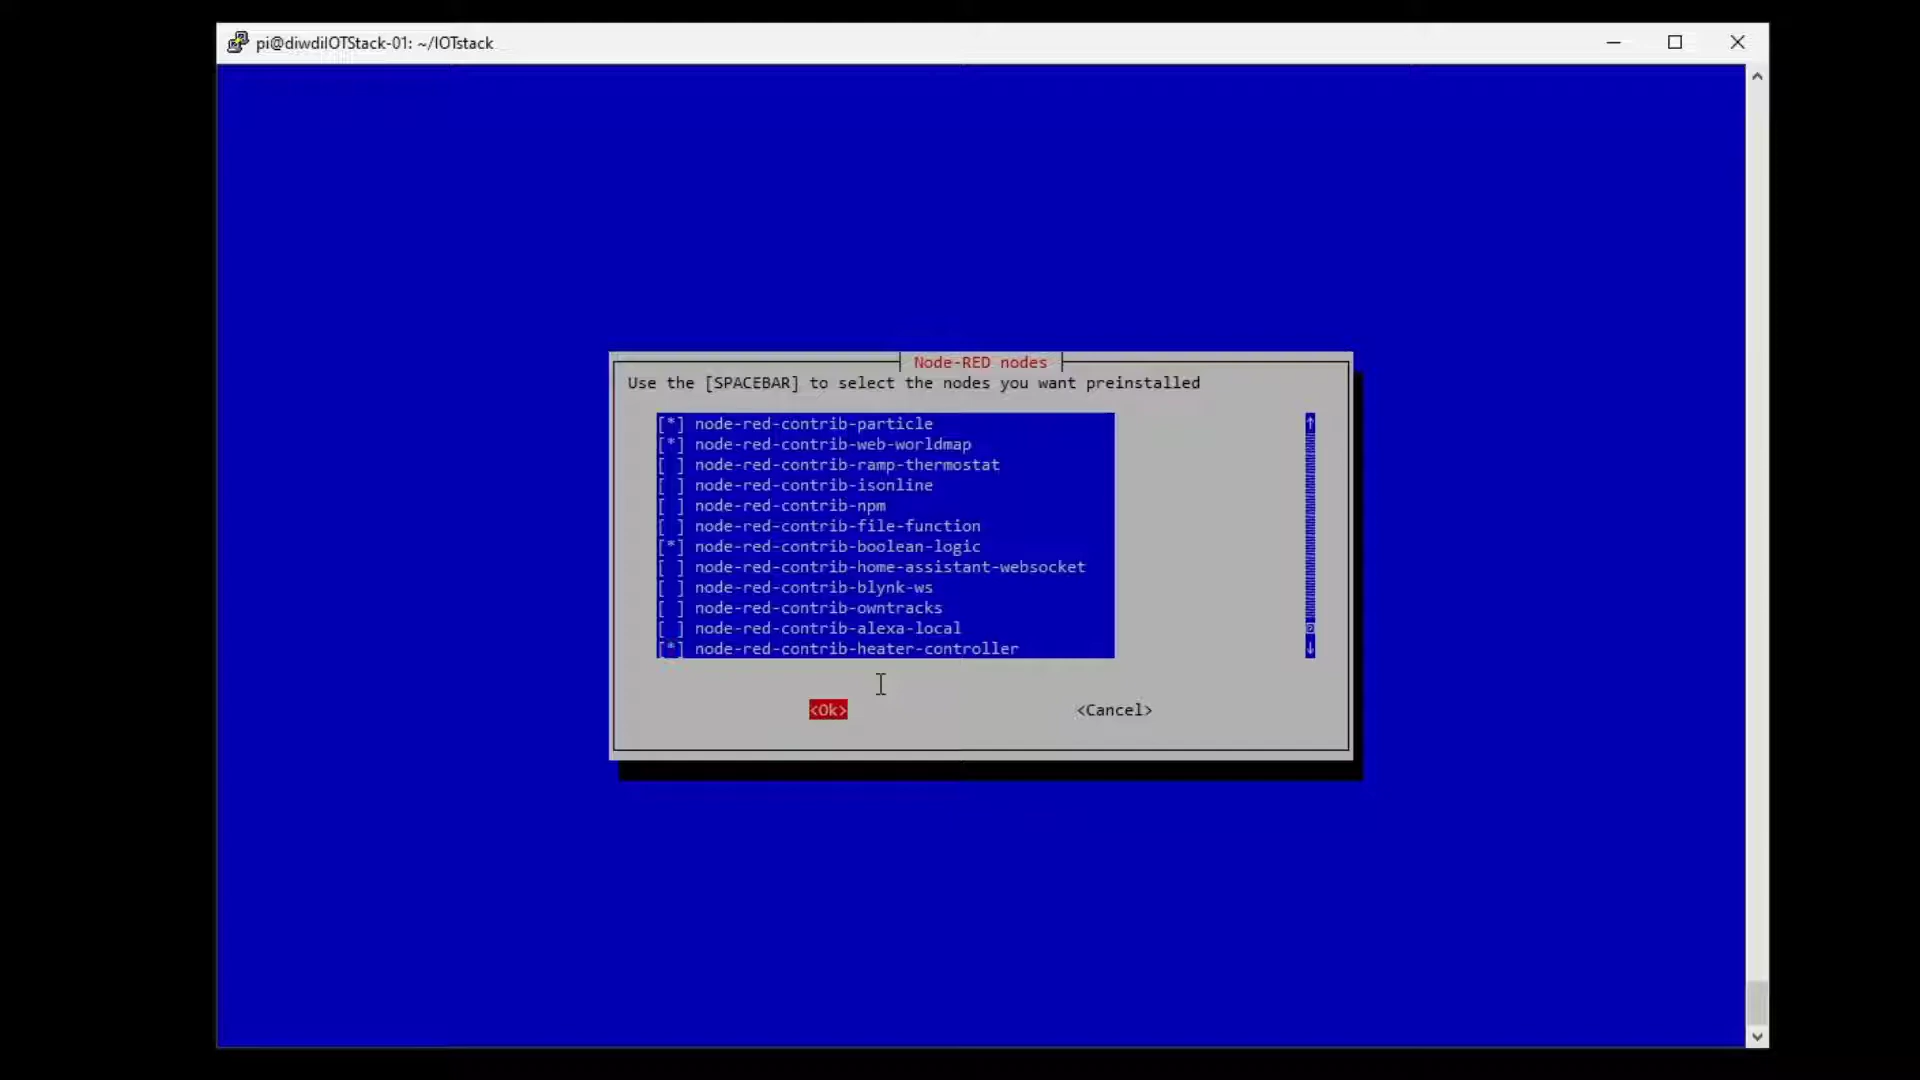 pi@diwdiIOTStack-01: ~/IOTstack
Node-RED nodes
Use the [SPACEBAR] to select the nodes you want preinstalled
[*] node-red-contrib-particle
[*] node-red-contrib-web-worldmap
[ ] node-red-contrib-ramp-thermostat
[ ] node-red-contrib-isonline
[ ] node-red-contrib-npm
[ ] node-red-contrib-file-function
[*] node-red-contrib-boolean-logic
[ ] node-red-contrib-home-assistant-websocket
[ ] node-red-contrib-blynk-ws
[ ] node-red-contrib-owntracks
[ ] node-red-contrib-alexa-local
[*] node-red-contrib-heater-controller
<Ok> <Cancel>